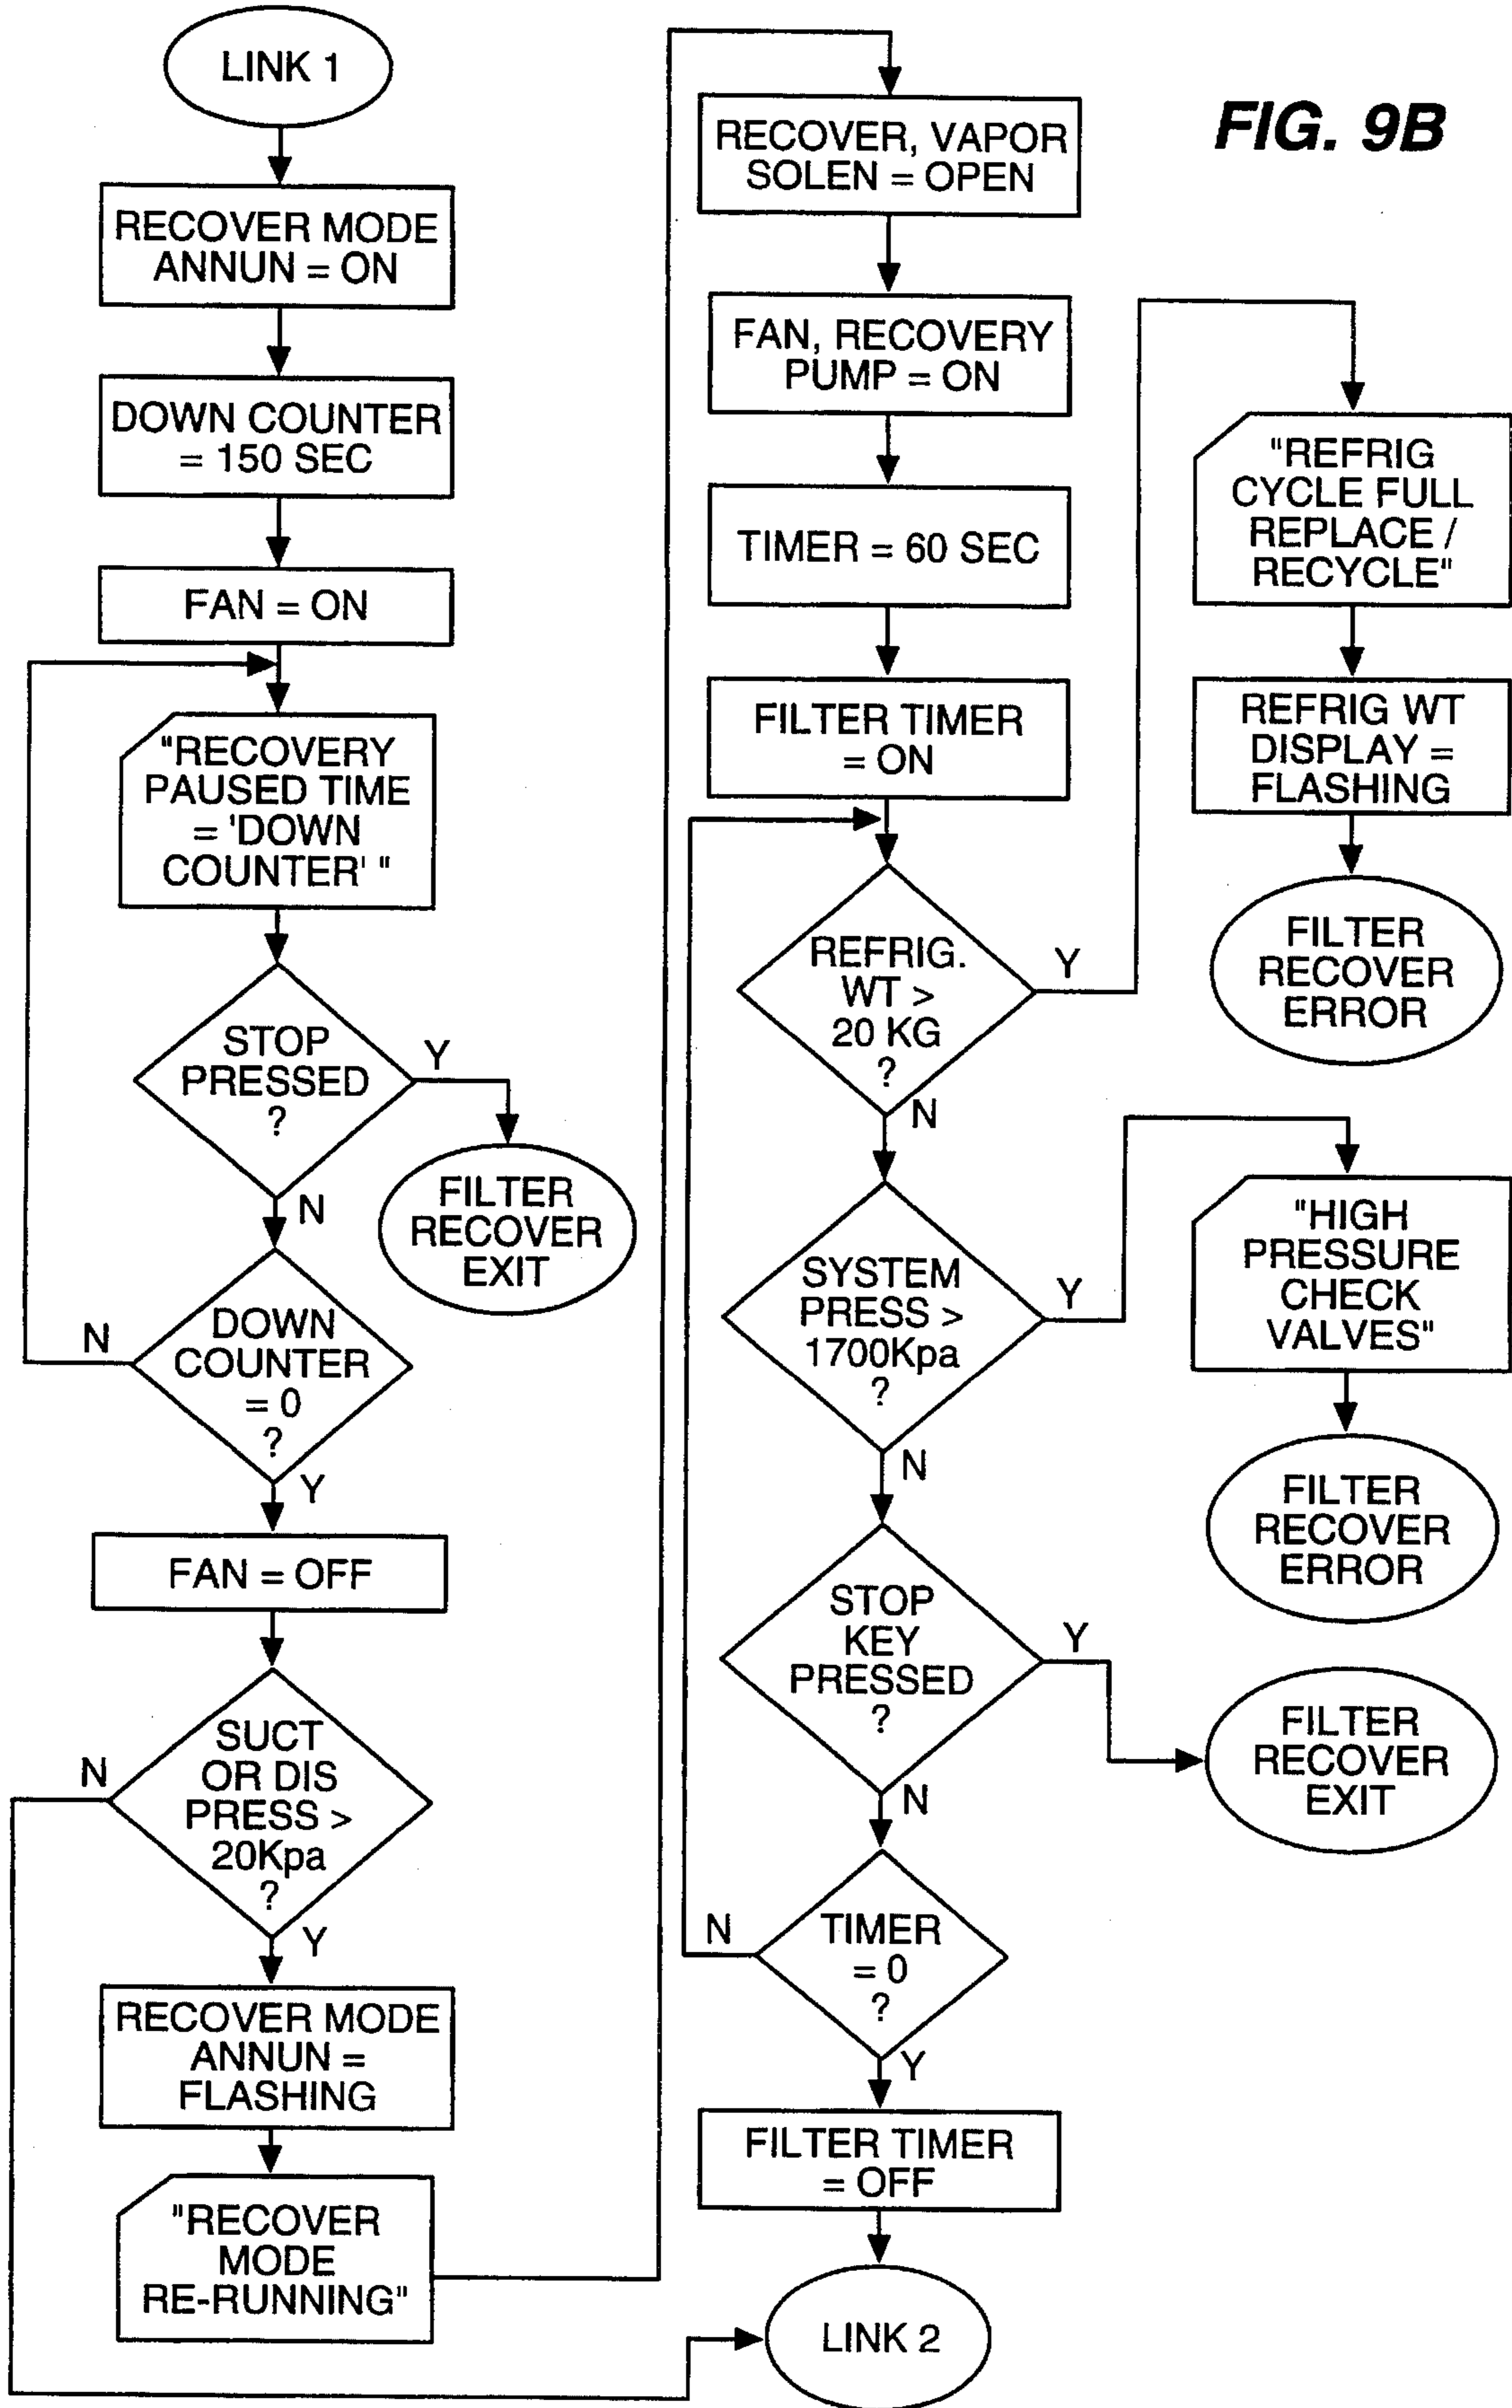 LINK 1
RECOVER MODE
ANNUN = ON
DOWN COUNTER
= 150 SEC
FAN = ON
"RECOVERY
PAUSED TIME
= 'DOWN
COUNTER' "
STOP
PRESSED
?
Y
N
FILTER
RECOVER
EXIT
DOWN
COUNTER
= 0
?
N
Y
FAN = OFF
SUCT
OR DIS
PRESS >
20Kpa
?
N
Y
RECOVER MODE
ANNUN =
FLASHING
"RECOVER
MODE
RE-RUNNING"
RECOVER, VAPOR
SOLEN = OPEN
FAN, RECOVERY
PUMP = ON
TIMER = 60 SEC
FILTER TIMER
= ON
REFRIG.
WT >
20 KG
?
Y
N
SYSTEM
PRESS >
1700Kpa
?
Y
N
STOP
KEY
PRESSED
?
Y
N
TIMER
= 0
?
N
Y
FILTER TIMER
= OFF
LINK 2
FIG. 9B
"REFRIG
CYCLE FULL
REPLACE /
RECYCLE"
REFRIG WT
DISPLAY =
FLASHING
FILTER
RECOVER
ERROR
"HIGH
PRESSURE
CHECK
VALVES"
FILTER
RECOVER
ERROR
FILTER
RECOVER
EXIT